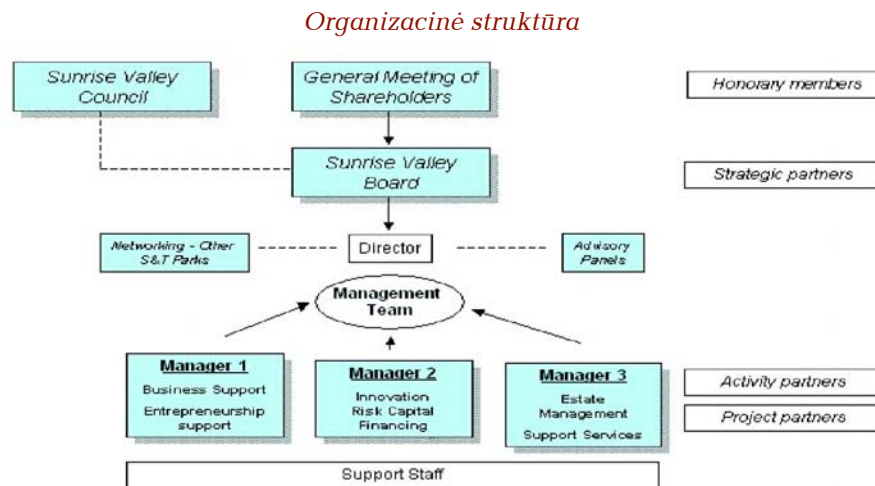 Organizacinė struktūra
Sunrise Valley
Council
General Meeting of
Shareholders
Honorary members
Sunrise Valley
Board
Strategic partners
Networking - Other
S&T Parks
Director
Advisory
Panels
Management
Team
Manager 1
Business Support
Entrepreneurship
support
Manager 2
Innovation
Risk Capital
Financing
Manager 3
Estate
Management
Support Services
Activity partners
Project partners
Support Staff